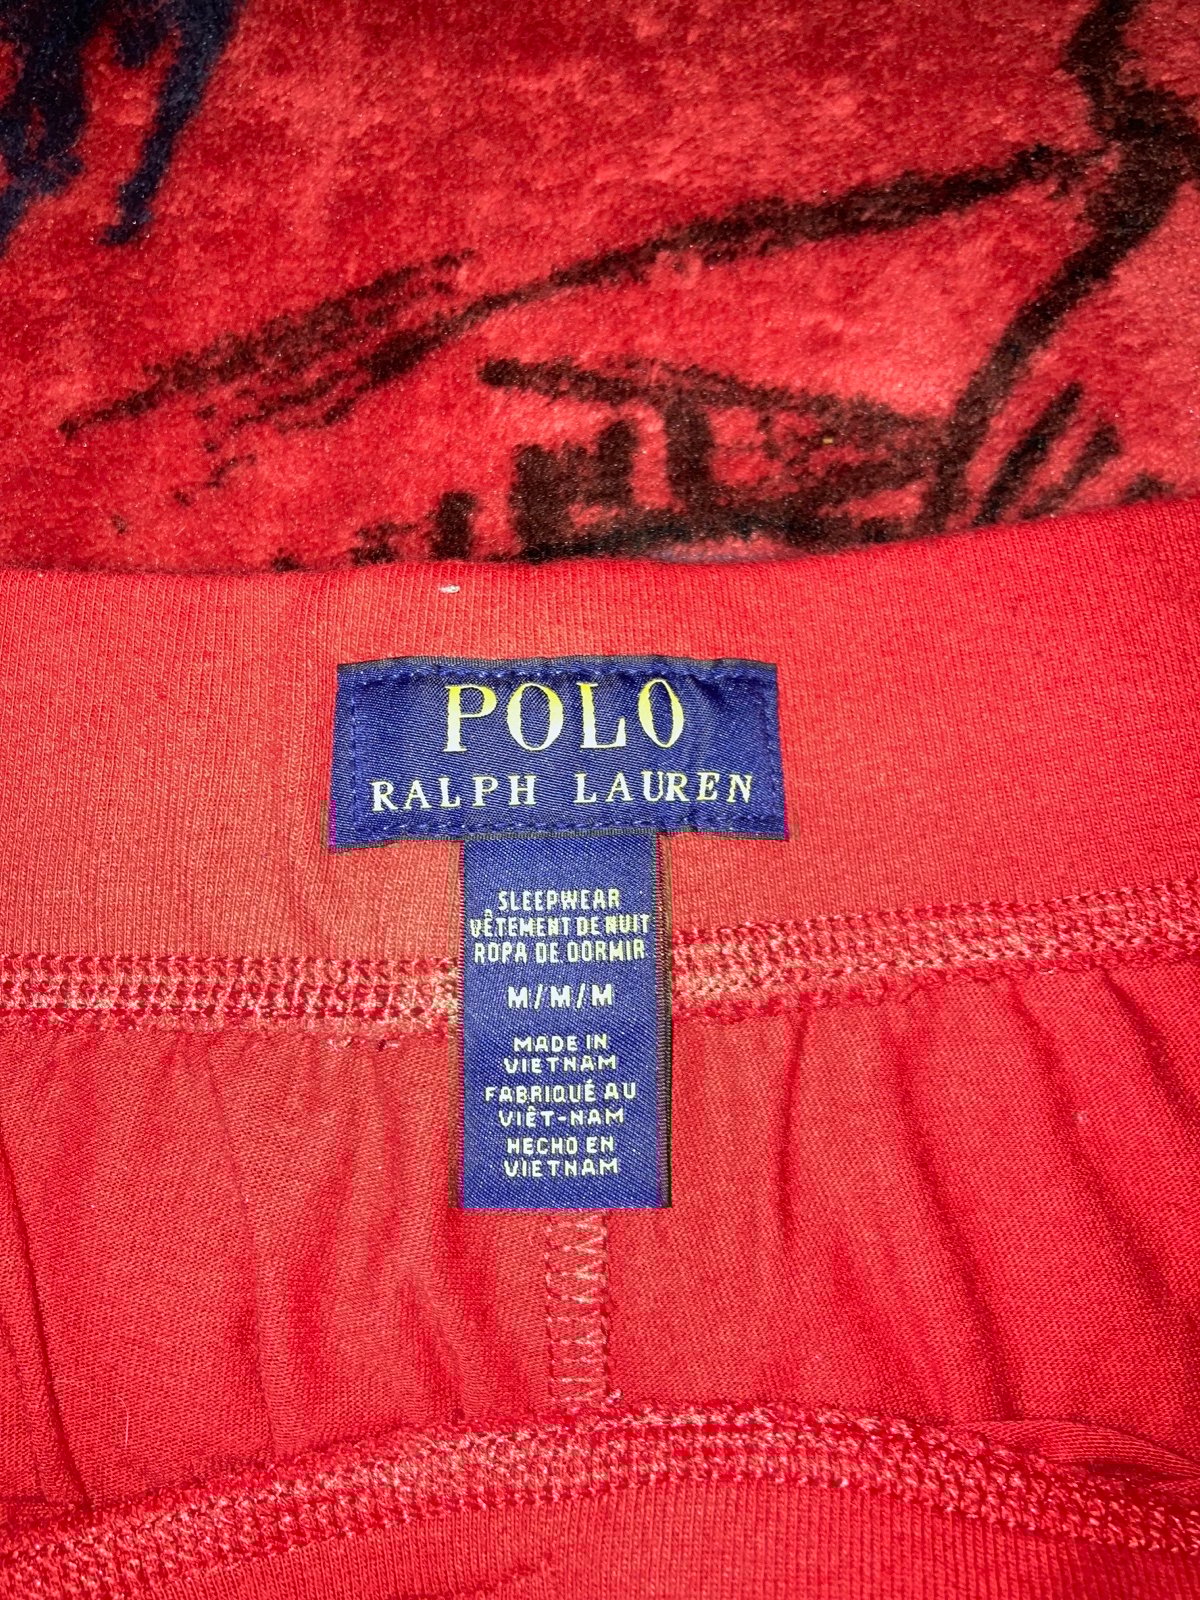 POLO
RALPH LAUREN
SLEEPWEAR
VÊTEMENT DE NUIT
ROPA DE DORMIR
M/M/M
MADE IN
VIETNAM
FABRIQUÉ AU
VIÊT-NAM
HECHO EN
VIETNAM